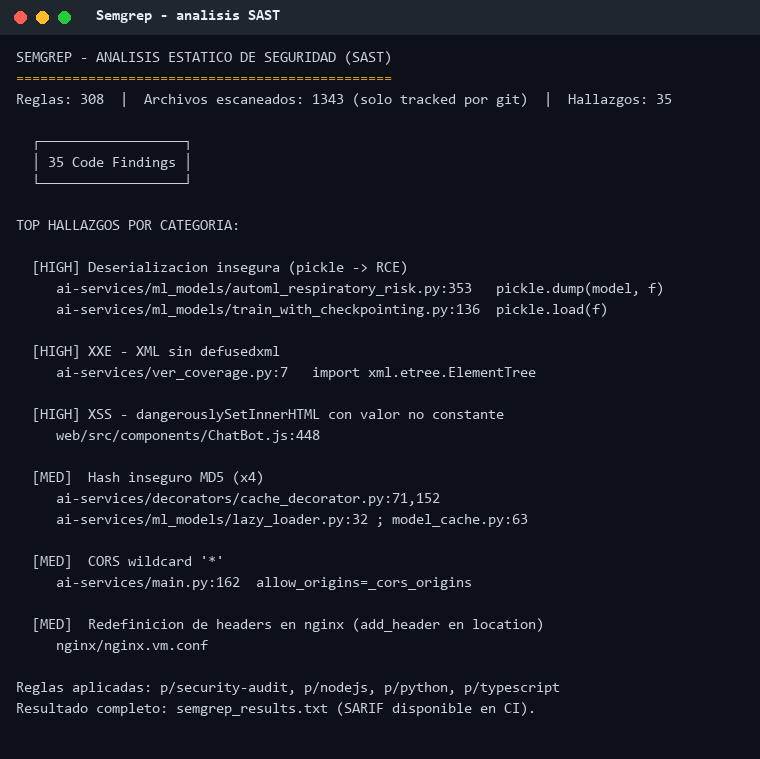 Semgrep - analisis SAST
SEMGREP - ANALISIS ESTATICO DE SEGURIDAD (SAST)
===============================================
Reglas: 308 | Archivos escaneados: 1343 (solo tracked por git) | Hallazgos: 35
35 Code Findings
TOP HALLAZGOS POR CATEGORIA:
[HIGH] Deserializacion insegura (pickle -> RCE)
ai-services/ml_models/automl_respiratory_risk.py:353 pickle.dump(model, f)
ai-services/ml_models/train_with_checkpointing.py:136 pickle.load(f)
[HIGH] XXE - XML sin defusedxml
ai-services/ver_coverage.py:7 import xml.etree.ElementTree
[HIGH] XSS - dangerouslySetInnerHTML con valor no constante
web/src/components/ChatBot.js:448
[MED] Hash inseguro MD5 (x4)
ai-services/decorators/cache_decorator.py:71,152
ai-services/ml_models/lazy_loader.py:32 ; model_cache.py:63
[MED] CORS wildcard '*'
ai-services/main.py:162 allow_origins=_cors_origins
[MED] Redefinicion de headers en nginx (add_header en location)
nginx/nginx.vm.conf
Reglas aplicadas: p/security-audit, p/nodejs, p/python, p/typescript
Resultado completo: semgrep_results.txt (SARIF disponible en CI).